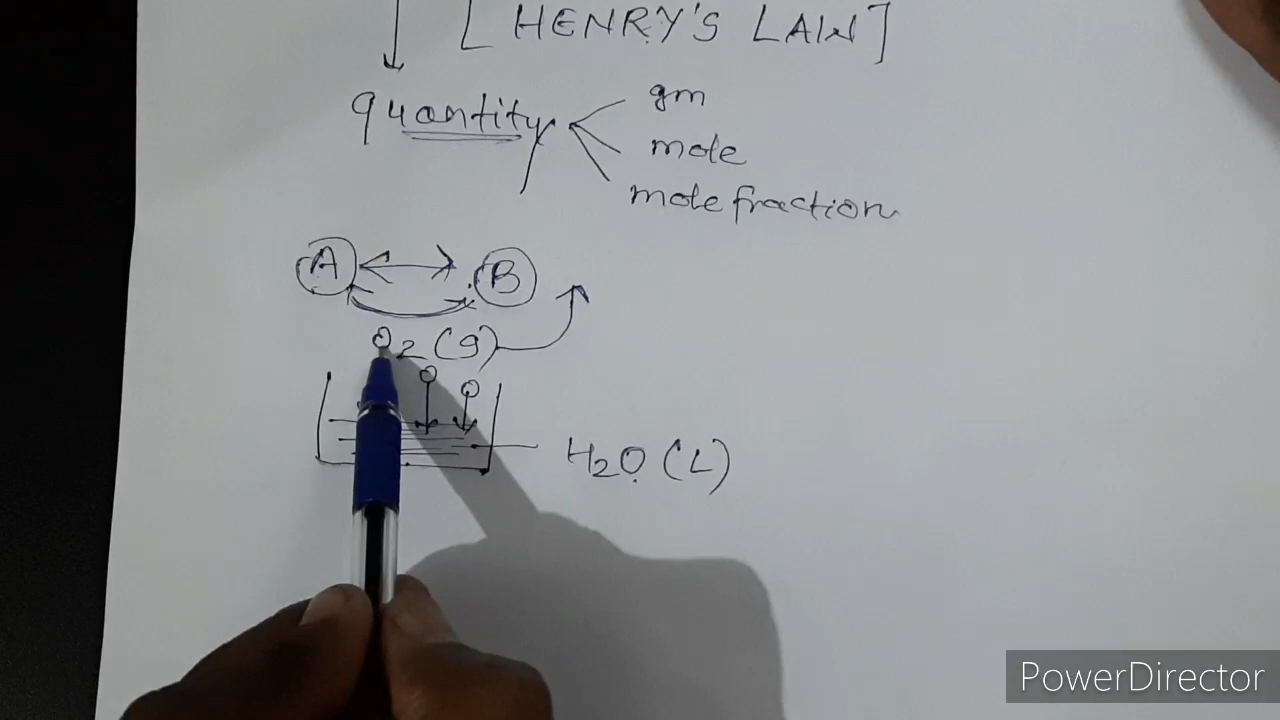 [ HENRY'S LAW ]
quantity
gm
mole
mole fraction
A B
O2 (g)
H2O (L)
PowerDirector